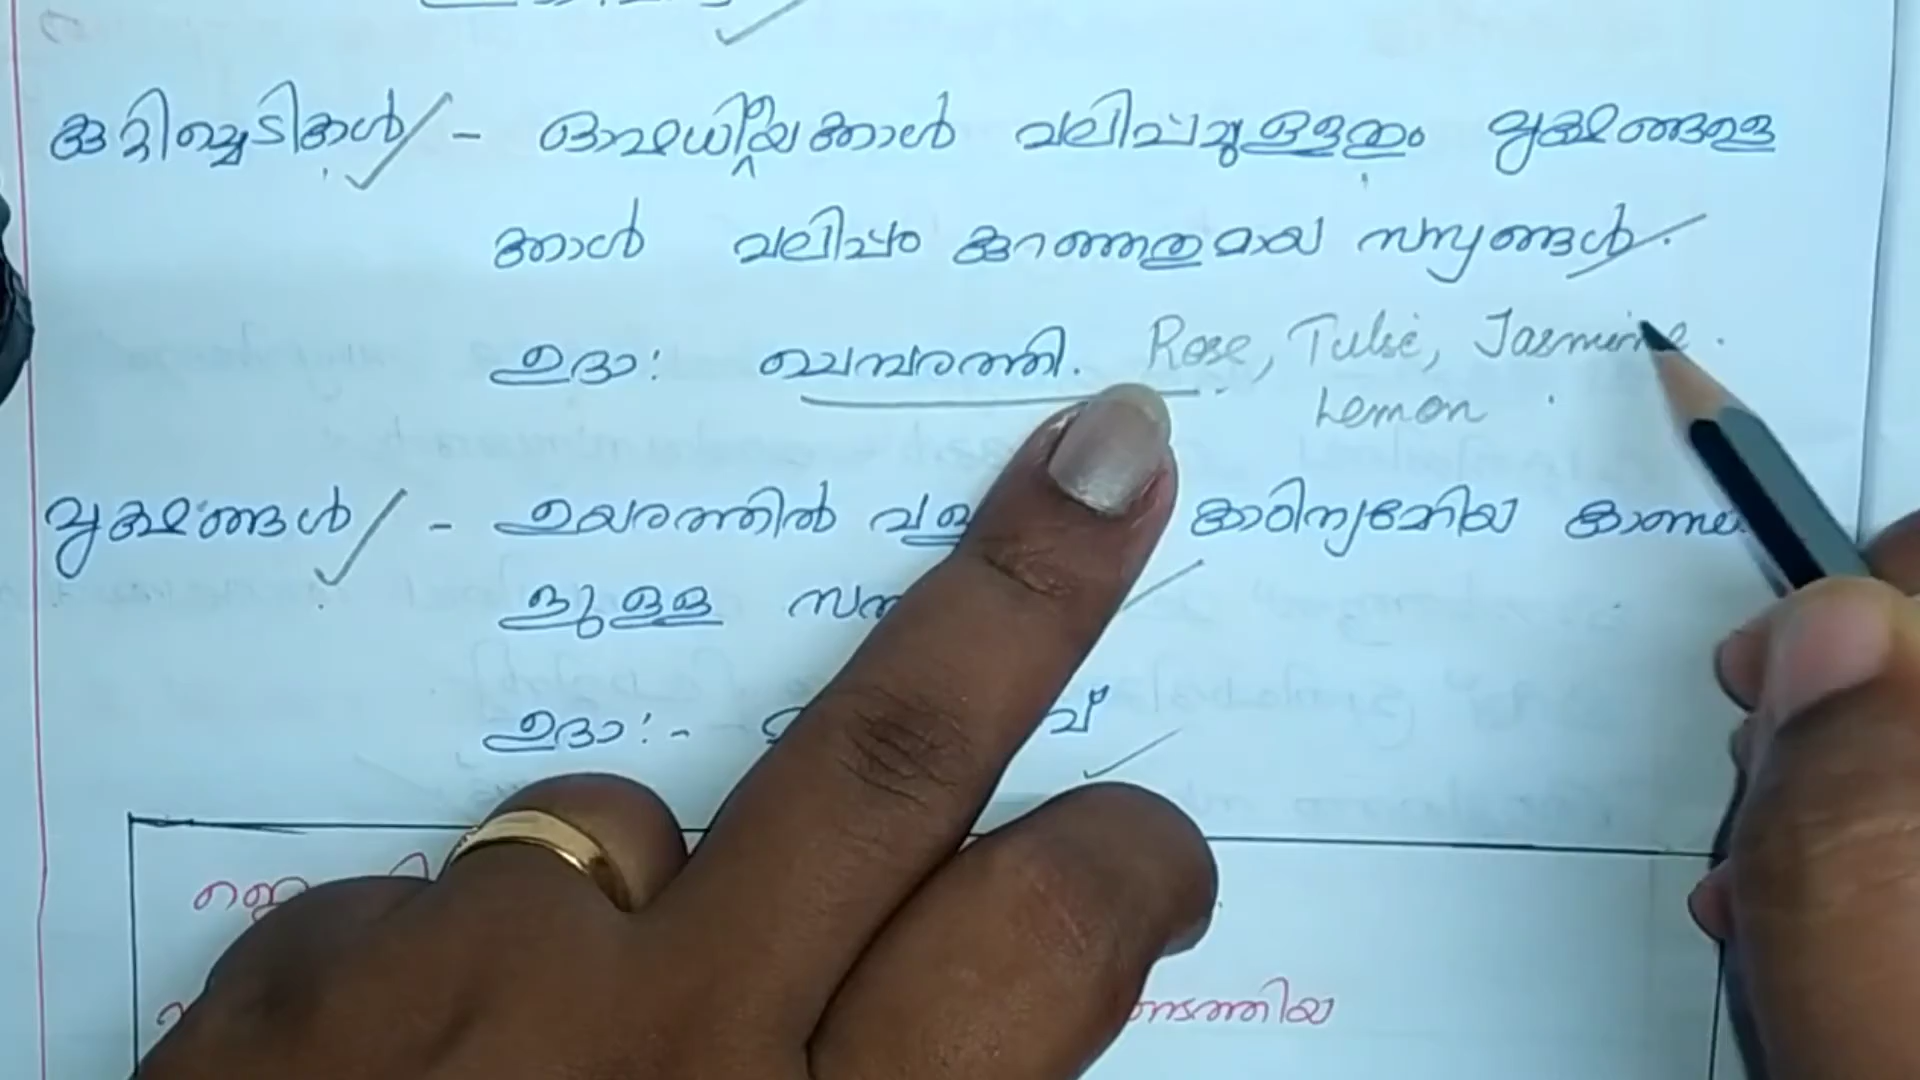 കുറ്റിച്ചെടികൾ - ഓഷധിയേക്കാൾ വലിപ്പമുള്ളതും വൃക്ഷങ്ങളെ
ക്കാൾ വലിപ്പം കുറഞ്ഞതുമായ സസ്യങ്ങൾ.
ഉദാ: ചെമ്പരത്തി. Rose, Tulsi, Jasmine.
Lemon
വൃക്ഷങ്ങൾ - ഉയരത്തിൽ കാഠിന്യമേറിയ
മുള്ള
ഉദാ:-